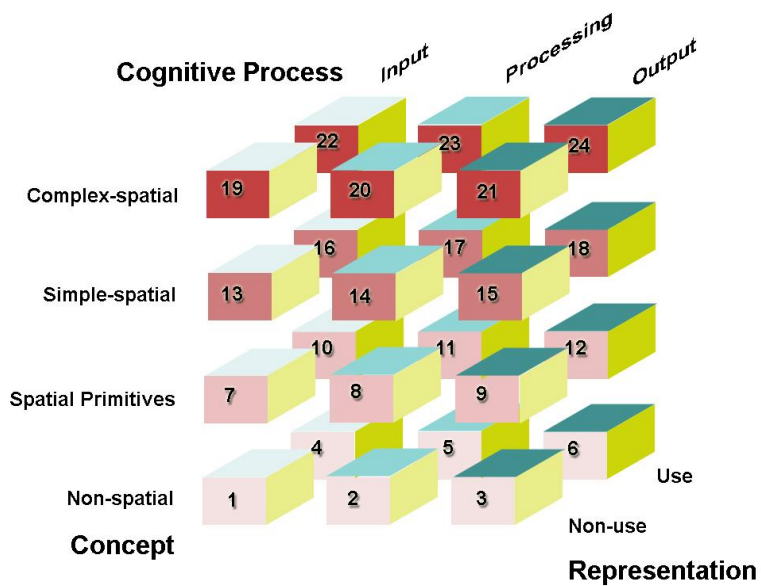 Cognitive Process
Input
Processing
Output
22
23
24
19
20
21
Complex-spatial
16
17
18
13
14
15
Simple-spatial
10
11
12
7
8
9
Spatial Primitives
4
5
6
Use
1
2
3
Non-spatial
Non-use
Concept
Representation